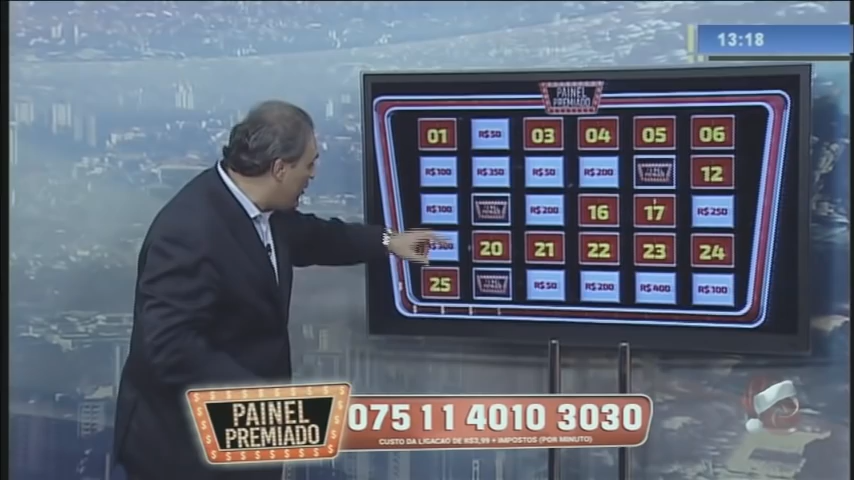 13:18
PAINEL
PREMIADO
01 R$50 03 04 05 06
R$100 R$250 R$50 R$200 12
R$100 R$200 16 17 R$250
20 21 22 23 24
25 R$50 R$200 R$400 R$100
PAINEL
PREMIADO
075 11 4010 3030
CUSTO DA LIGAÇÃO DE R$3,99 + IMPOSTOS (POR MINUTO)